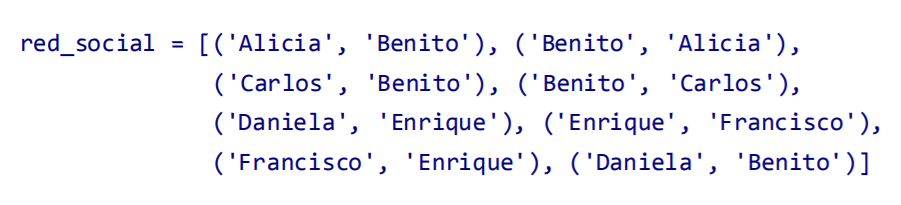 red_social = [('Alicia', 'Benito'), ('Benito', 'Alicia'),
('Carlos', 'Benito'), ('Benito', 'Carlos'),
('Daniela', 'Enrique'), ('Enrique', 'Francisco'),
('Francisco', 'Enrique'), ('Daniela', 'Benito')]